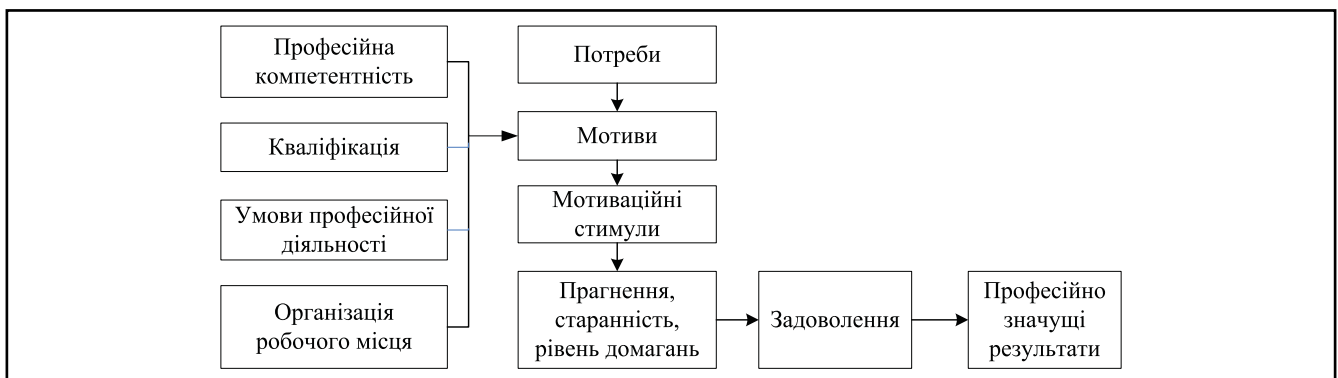 Професійна
компетентність
Кваліфікація
Умови професійної
діяльності
Організація
робочого місця
Потреби
Мотиви
Мотиваційні
стимули
Прагнення,
старанність,
рівень домагань
Задоволення
Професійно
значущі
результати